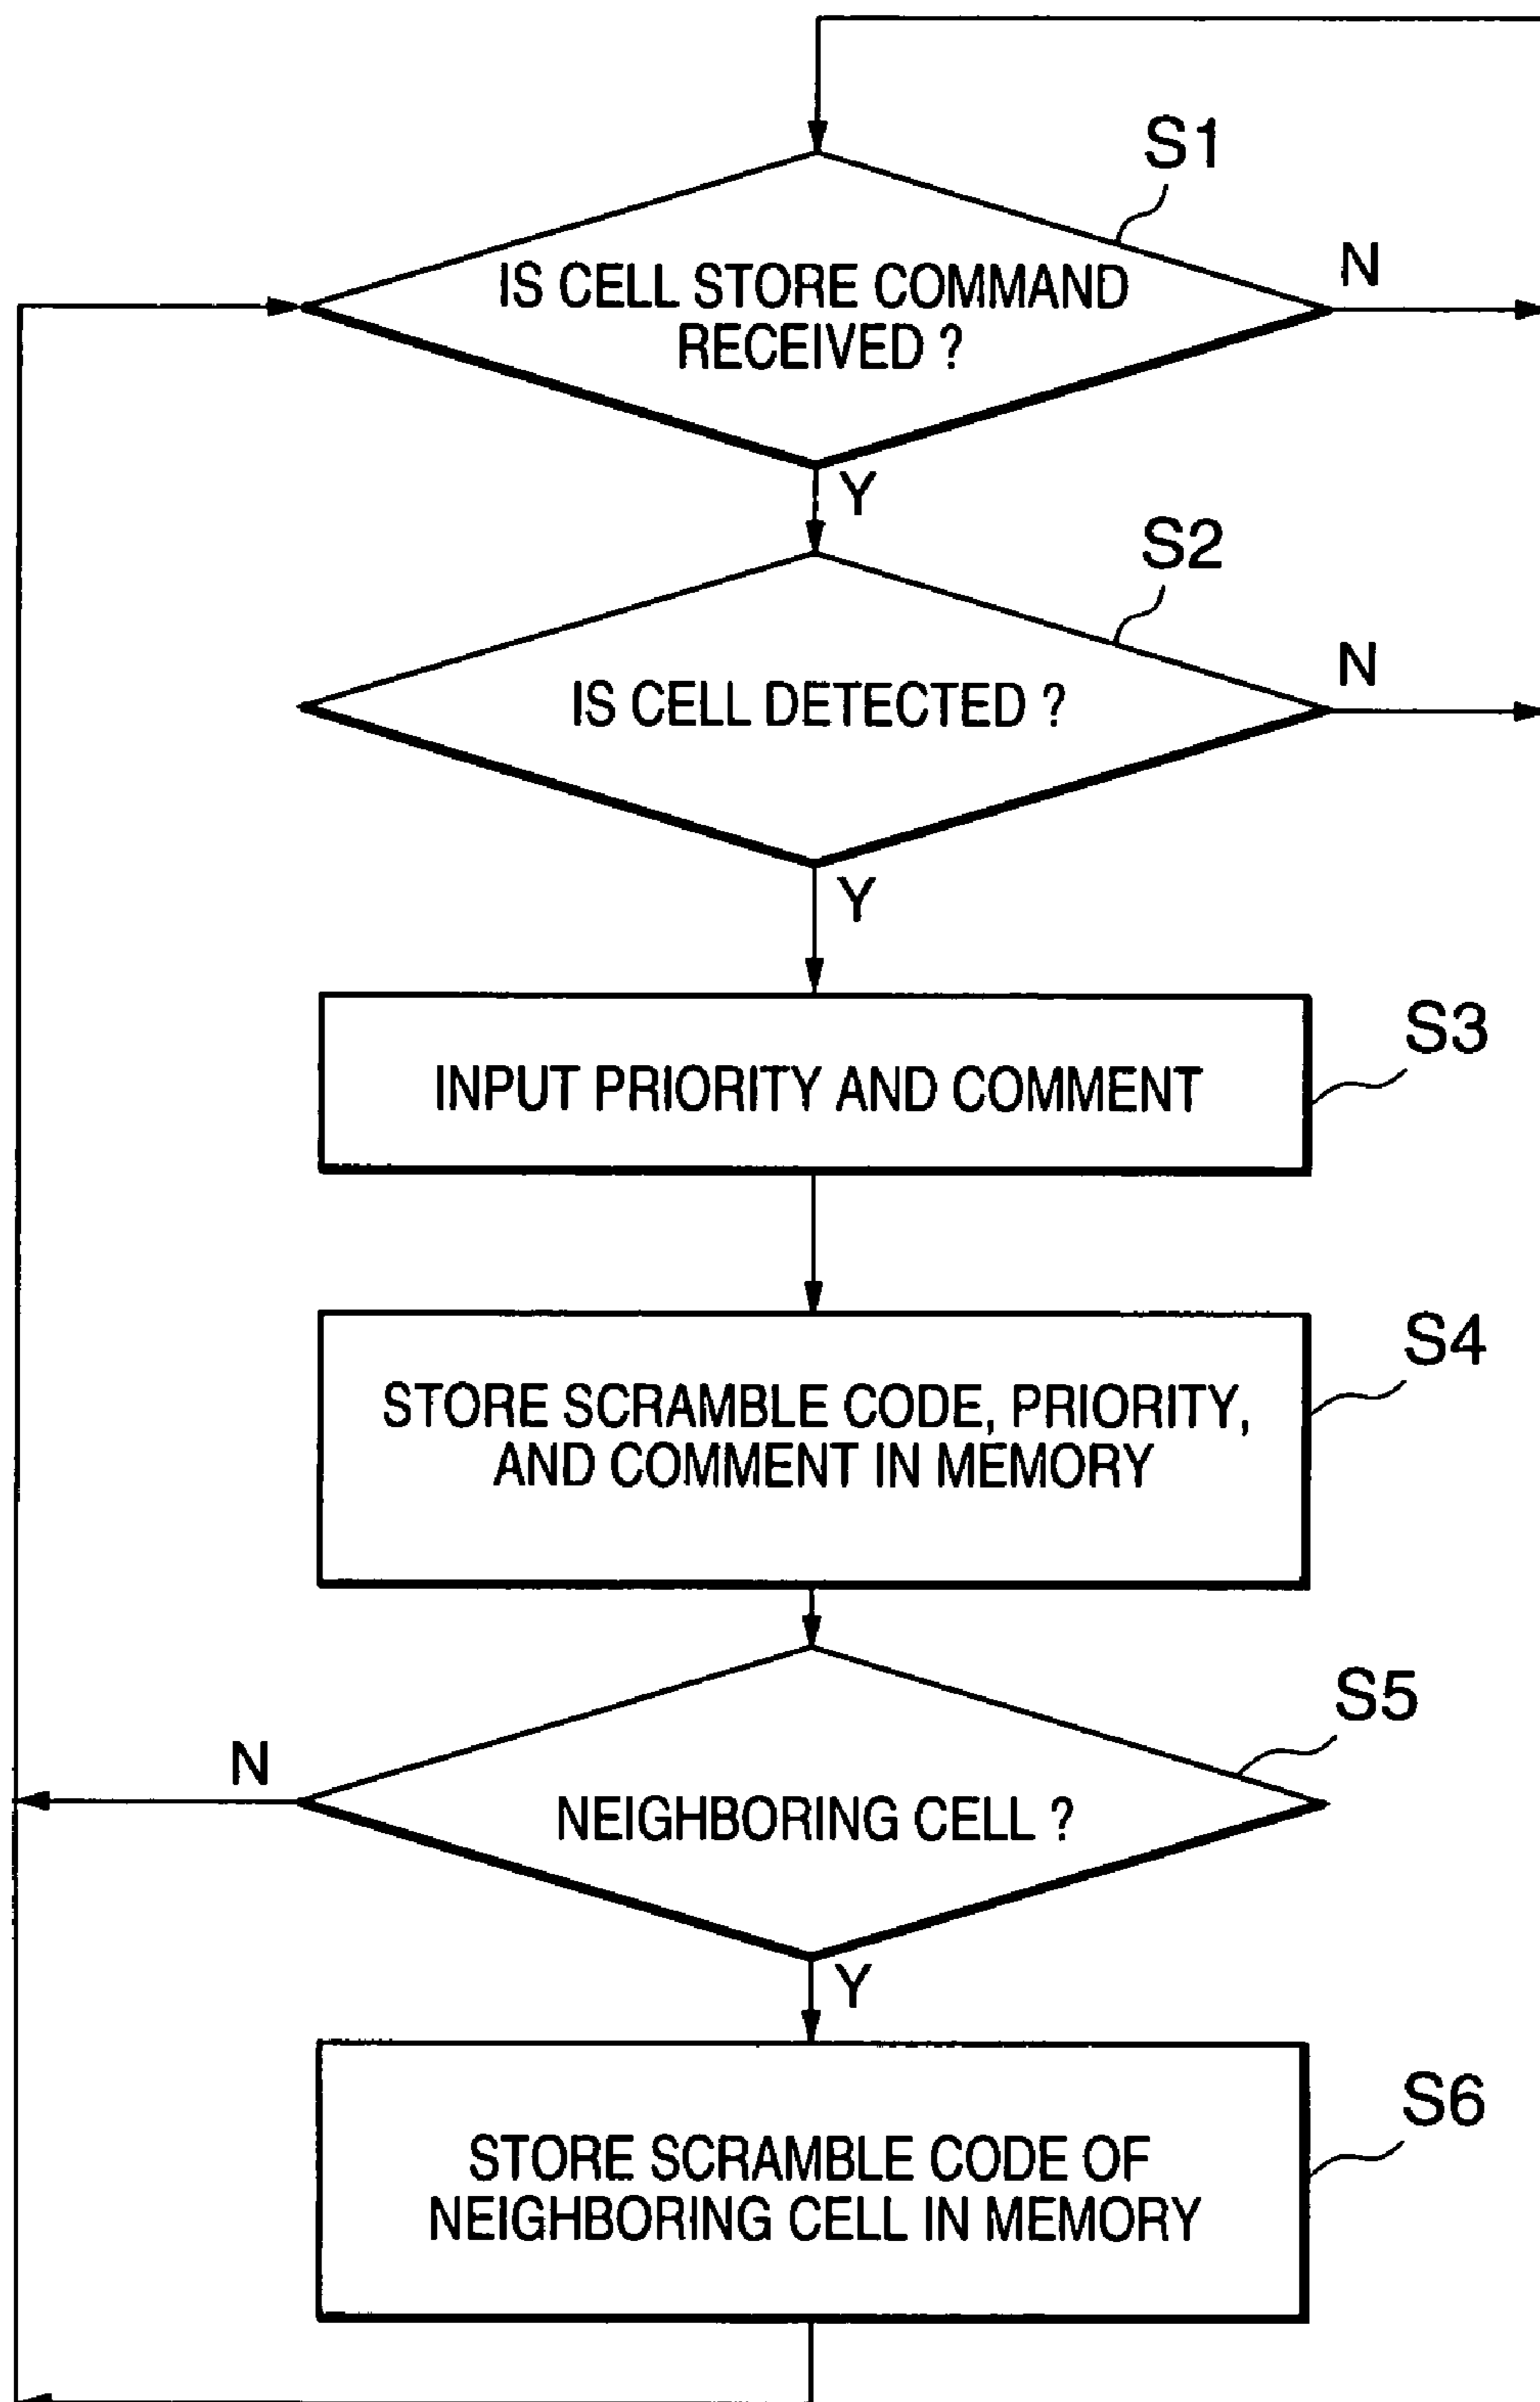 S1
IS CELL STORE COMMAND
RECEIVED ?
N
Y
S2
IS CELL DETECTED ?
N
Y
S3
INPUT PRIORITY AND COMMENT
S4
STORE SCRAMBLE CODE, PRIORITY,
AND COMMENT IN MEMORY
S5
N
NEIGHBORING CELL ?
Y
S6
STORE SCRAMBLE CODE OF
NEIGHBORING CELL IN MEMORY